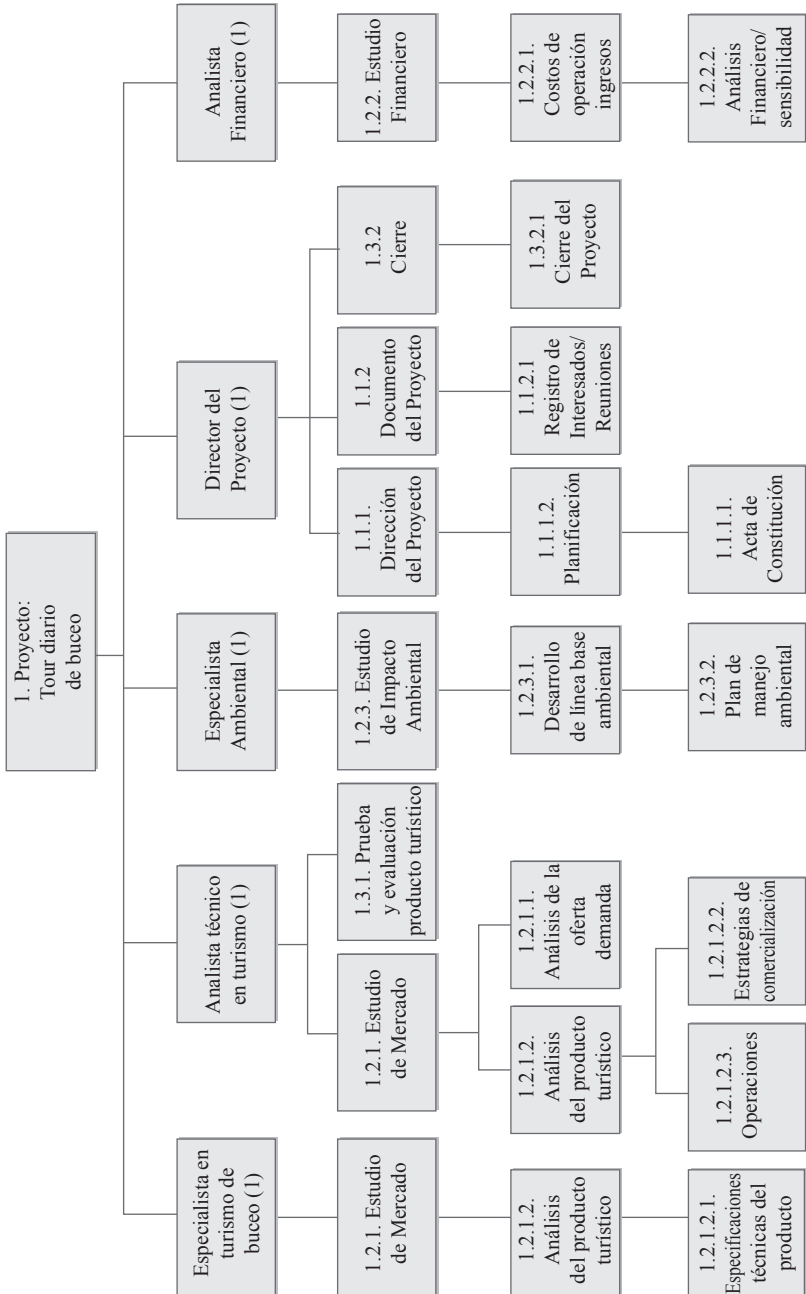 1. Proyecto:
Tour diario
de buceo
Especialista en
turismo de
buceo (1)
Analista técnico
en turismo (1)
Especialista
Ambiental (1)
Director del
Proyecto (1)
Analista
Financiero (1)
1.2.1. Estudio
de Mercado
1.2.1. Estudio
de Mercado
1.3.1. Prueba
y evaluación
producto turístico
1.2.3. Estudio
de Impacto
Ambiental
1.1.1.
Dirección
del Proyecto
1.1.2
Documento
del Proyecto
1.3.2
Cierre
1.2.2. Estudio
Financiero
1.2.1.2.
Análisis
del producto
turístico
1.2.1.2.
Análisis
del producto
turístico
1.2.1.1.
Análisis de la
oferta
demanda
1.2.3.1.
Desarrollo
de línea base
ambiental
1.1.1.2.
Planificación
1.1.2.1
Registro de
Interesados/
Reuniones
1.3.2.1
Cierre del
Proyecto
1.2.2.1.
Costos de
operación
ingresos
1.2.1.2.1.
Especificaciones
técnicas del
producto
1.2.1.2.3.
Operaciones
1.2.1.2.2.
Estrategias de
comercialización
1.2.3.2.
Plan de
manejo
ambiental
1.1.1.1.
Acta de
Constitución
1.2.2.2.
Análisis
Financiero/
sensibilidad